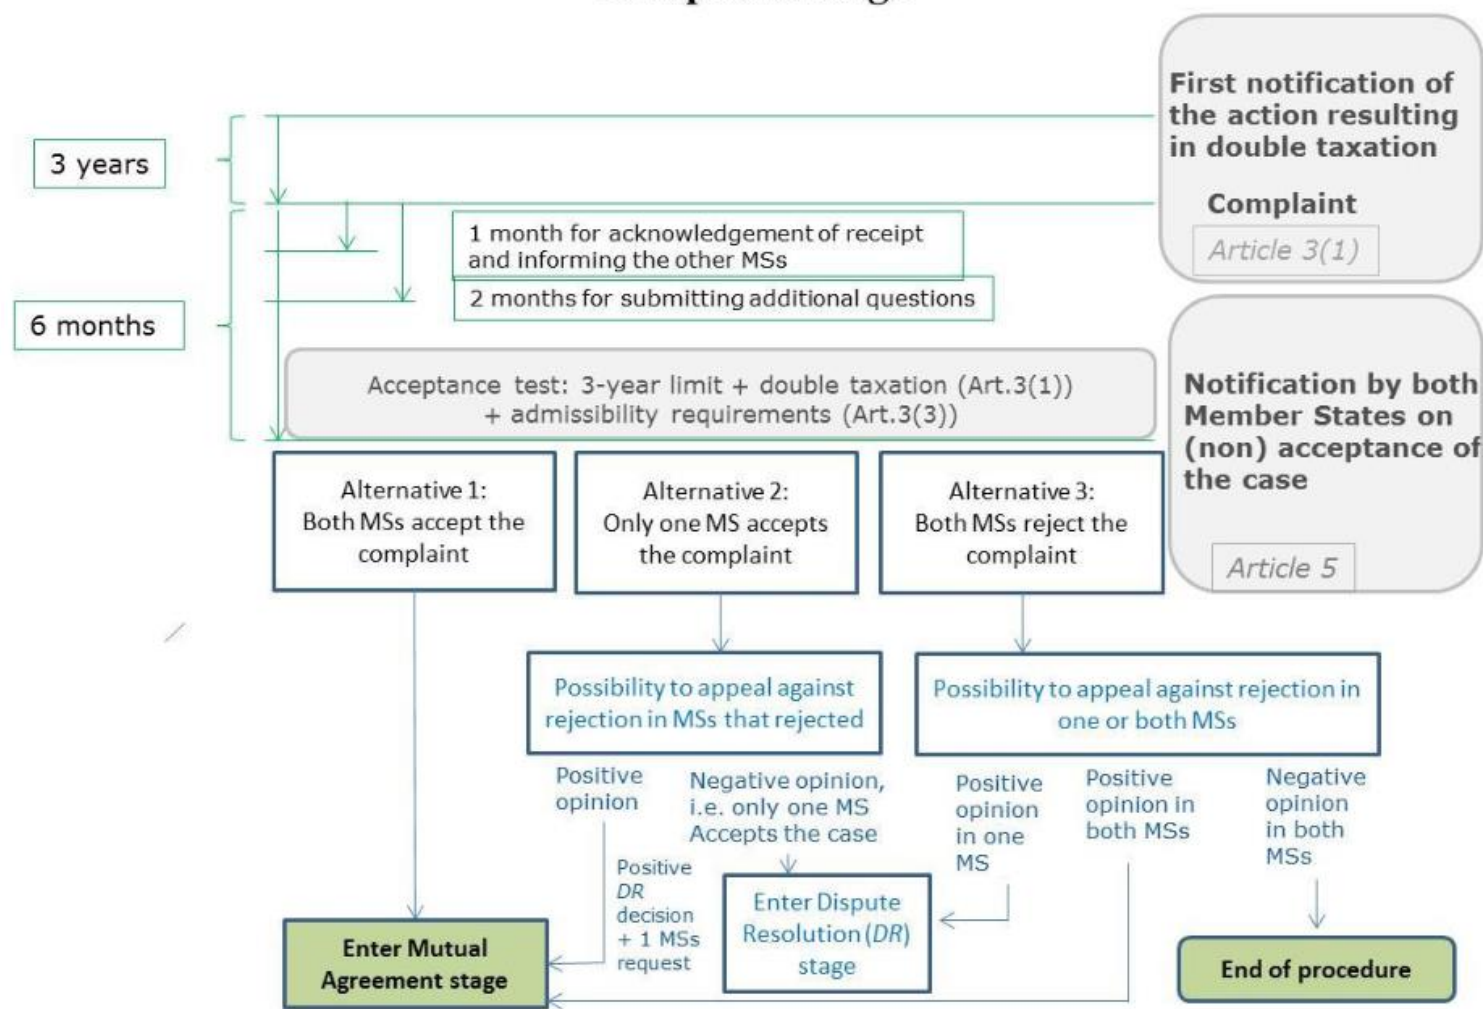 First notification of
the action resulting
in double taxation
Complaint
Article 3(1)
3 years
1 month for acknowledgement of receipt
and informing the other MSs
2 months for submitting additional questions
6 months
Acceptance test: 3-year limit + double taxation (Art.3(1))
+ admissibility requirements (Art.3(3))
Notification by both
Member States on
(non) acceptance of
the case
Article 5
Alternative 1:
Both MSs accept the
complaint
Alternative 2:
Only one MS accepts
the complaint
Alternative 3:
Both MSs reject the
complaint
Possibility to appeal against
rejection in MSs that rejected
Possibility to appeal against rejection in
one or both MSs
Positive
opinion
Negative opinion,
i.e. only one MS
Accepts the case
Positive
opinion
in one
MS
Positive
opinion in
both MSs
Negative
opinion
in both
MSs
Positive
DR
decision
+ 1 MSs
request
Enter Dispute
Resolution (DR)
stage
Enter Mutual
Agreement stage
End of procedure